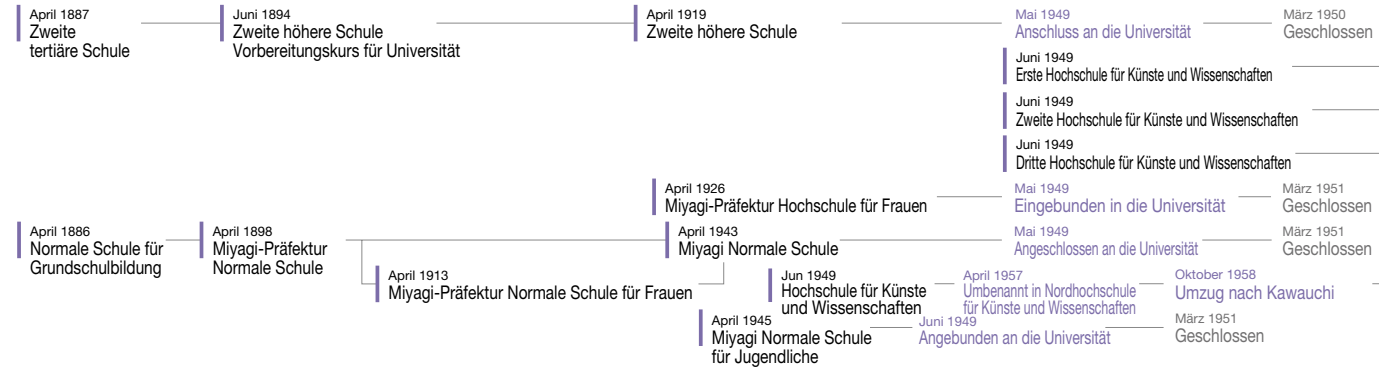 April 1887
Zweite
tertiäre Schule
Juni 1894
Zweite höhere Schule
Vorbereitungskurs für Universität
April 1919
Zweite höhere Schule
Mai 1949
Anschluss an die Universität
März 1950
Geschlossen
Juni 1949
Erste Hochschule für Künste und Wissenschaften
Juni 1949
Zweite Hochschule für Künste und Wissenschaften
Juni 1949
Dritte Hochschule für Künste und Wissenschaften
April 1926
Miyagi-Präfektur Hochschule für Frauen
Mai 1949
Eingebunden in die Universität
März 1951
Geschlossen
April 1886
Normale Schule für
Grundschulbildung
April 1898
Miyagi-Präfektur
Normale Schule
April 1943
Miyagi Normale Schule
Mai 1949
Angeschlossen an die Universität
März 1951
Geschlossen
April 1913
Miyagi-Präfektur Normale Schule für Frauen
Jun 1949
Hochschule für Künste
und Wissenschaften
April 1957
Umbenannt in Nordhochschule
für Künste und Wissenschaften
Oktober 1958
Umzug nach Kawauchi
April 1945
Miyagi Normale Schule
für Jugendliche
Juni 1949
Angebunden an die Universität
März 1951
Geschlossen